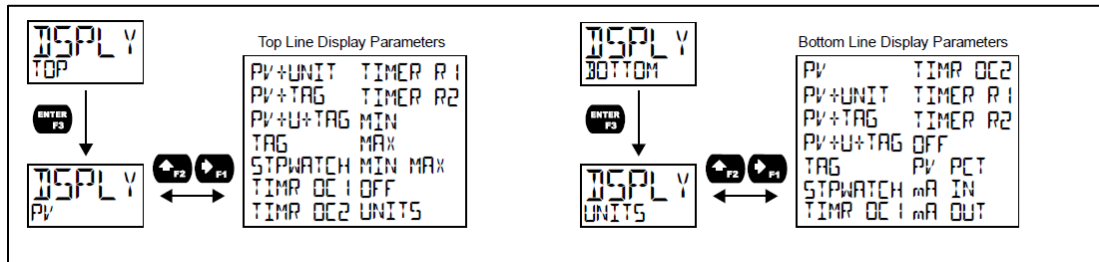 DSPLY
TOP
ENTER
F3
DSPLY
PV
F2
F1
Top Line Display Parameters
PV+UNIT TIMER R1
PV+TAG TIMER R2
PV+U+TAG MIN
TAG MAX
STPWATCH MIN MAX
TIMR OC1 OFF
TIMR OC2 UNITS
DSPLY
BOTTOM
ENTER
F3
DSPLY
UNITS
F2
F1
Bottom Line Display Parameters
PV TIMR OC2
PV+UNIT TIMER R1
PV+TAG TIMER R2
PV+U+TAG OFF
TAG PV PCT
STPWATCH mA IN
TIMR OC1 mA OUT